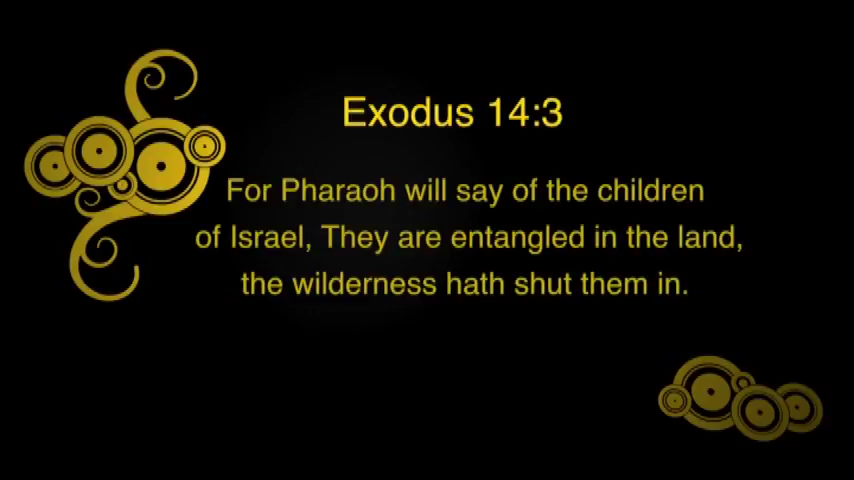 Exodus 14:3
For Pharaoh will say of the children
of Israel, They are entangled in the land,
the wilderness hath shut them in.